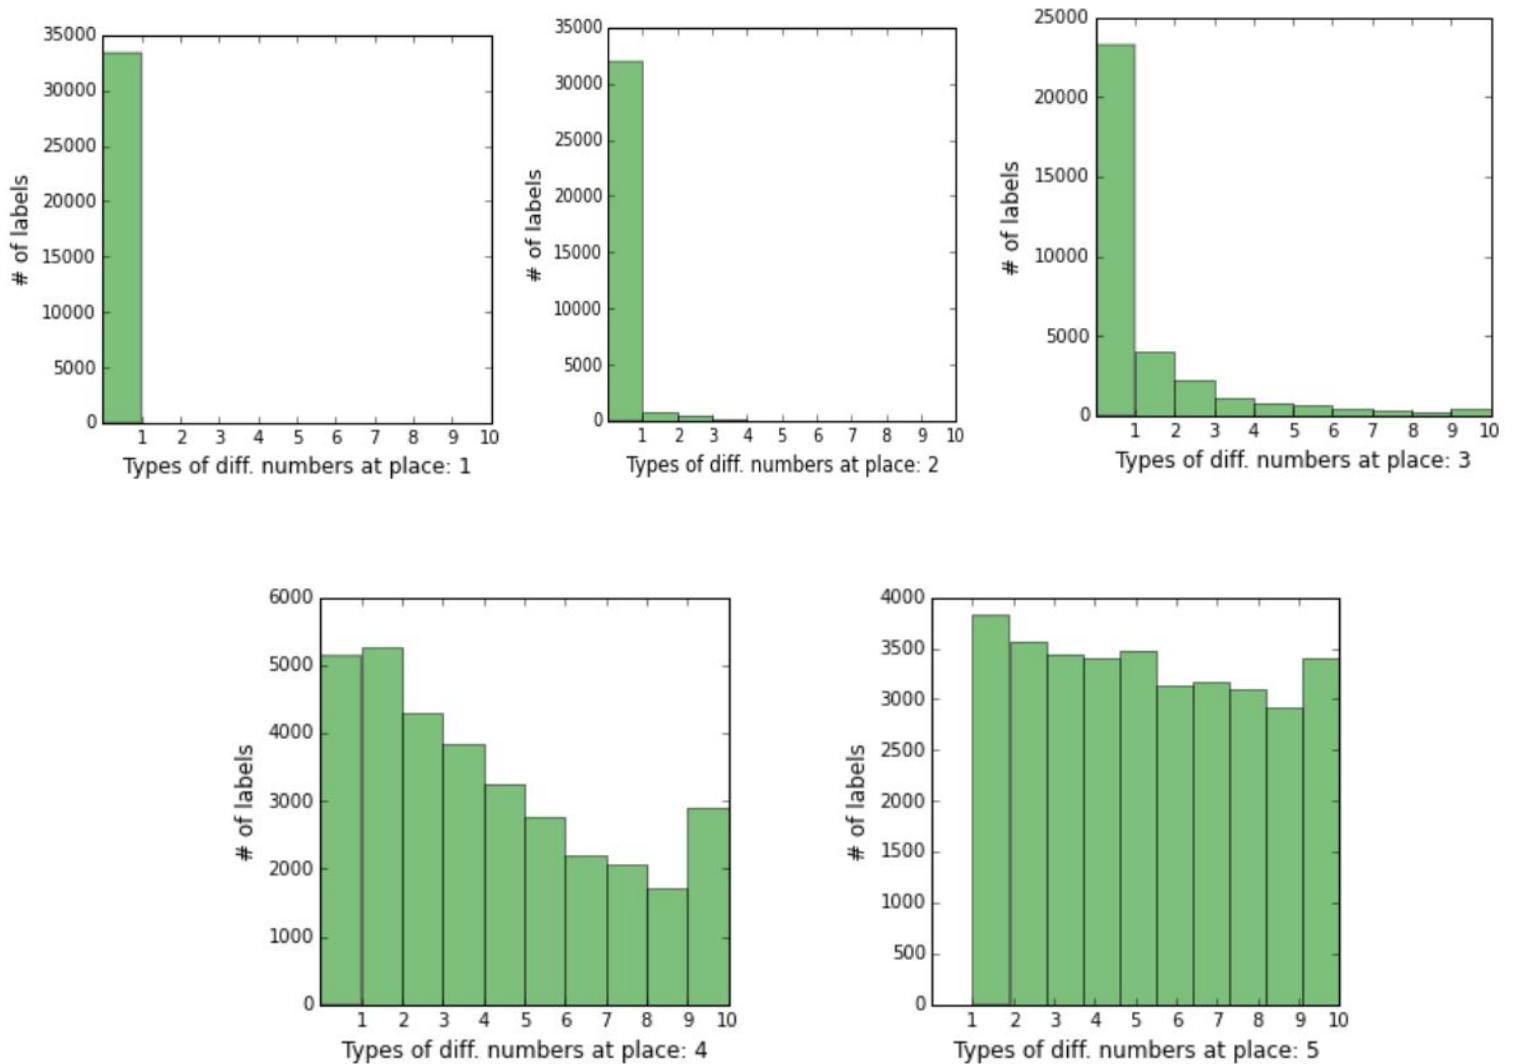 35000
30000
25000
20000
15000
10000
5000
0
# of labels
1 2 3 4 5 6 7 8 9 10
Types of diff. numbers at place: 1
35000
30000
25000
20000
15000
10000
5000
0
# of labels
1 2 3 4 5 6 7 8 9 10
Types of diff. numbers at place: 2
25000
20000
15000
10000
5000
0
# of labels
1 2 3 4 5 6 7 8 9 10
Types of diff. numbers at place: 3
6000
5000
4000
3000
2000
1000
0
# of labels
1 2 3 4 5 6 7 8 9 10
Types of diff. numbers at place: 4
4000
3500
3000
2500
2000
1500
1000
500
0
# of labels
1 2 3 4 5 6 7 8 9 10
Types of diff. numbers at place: 5